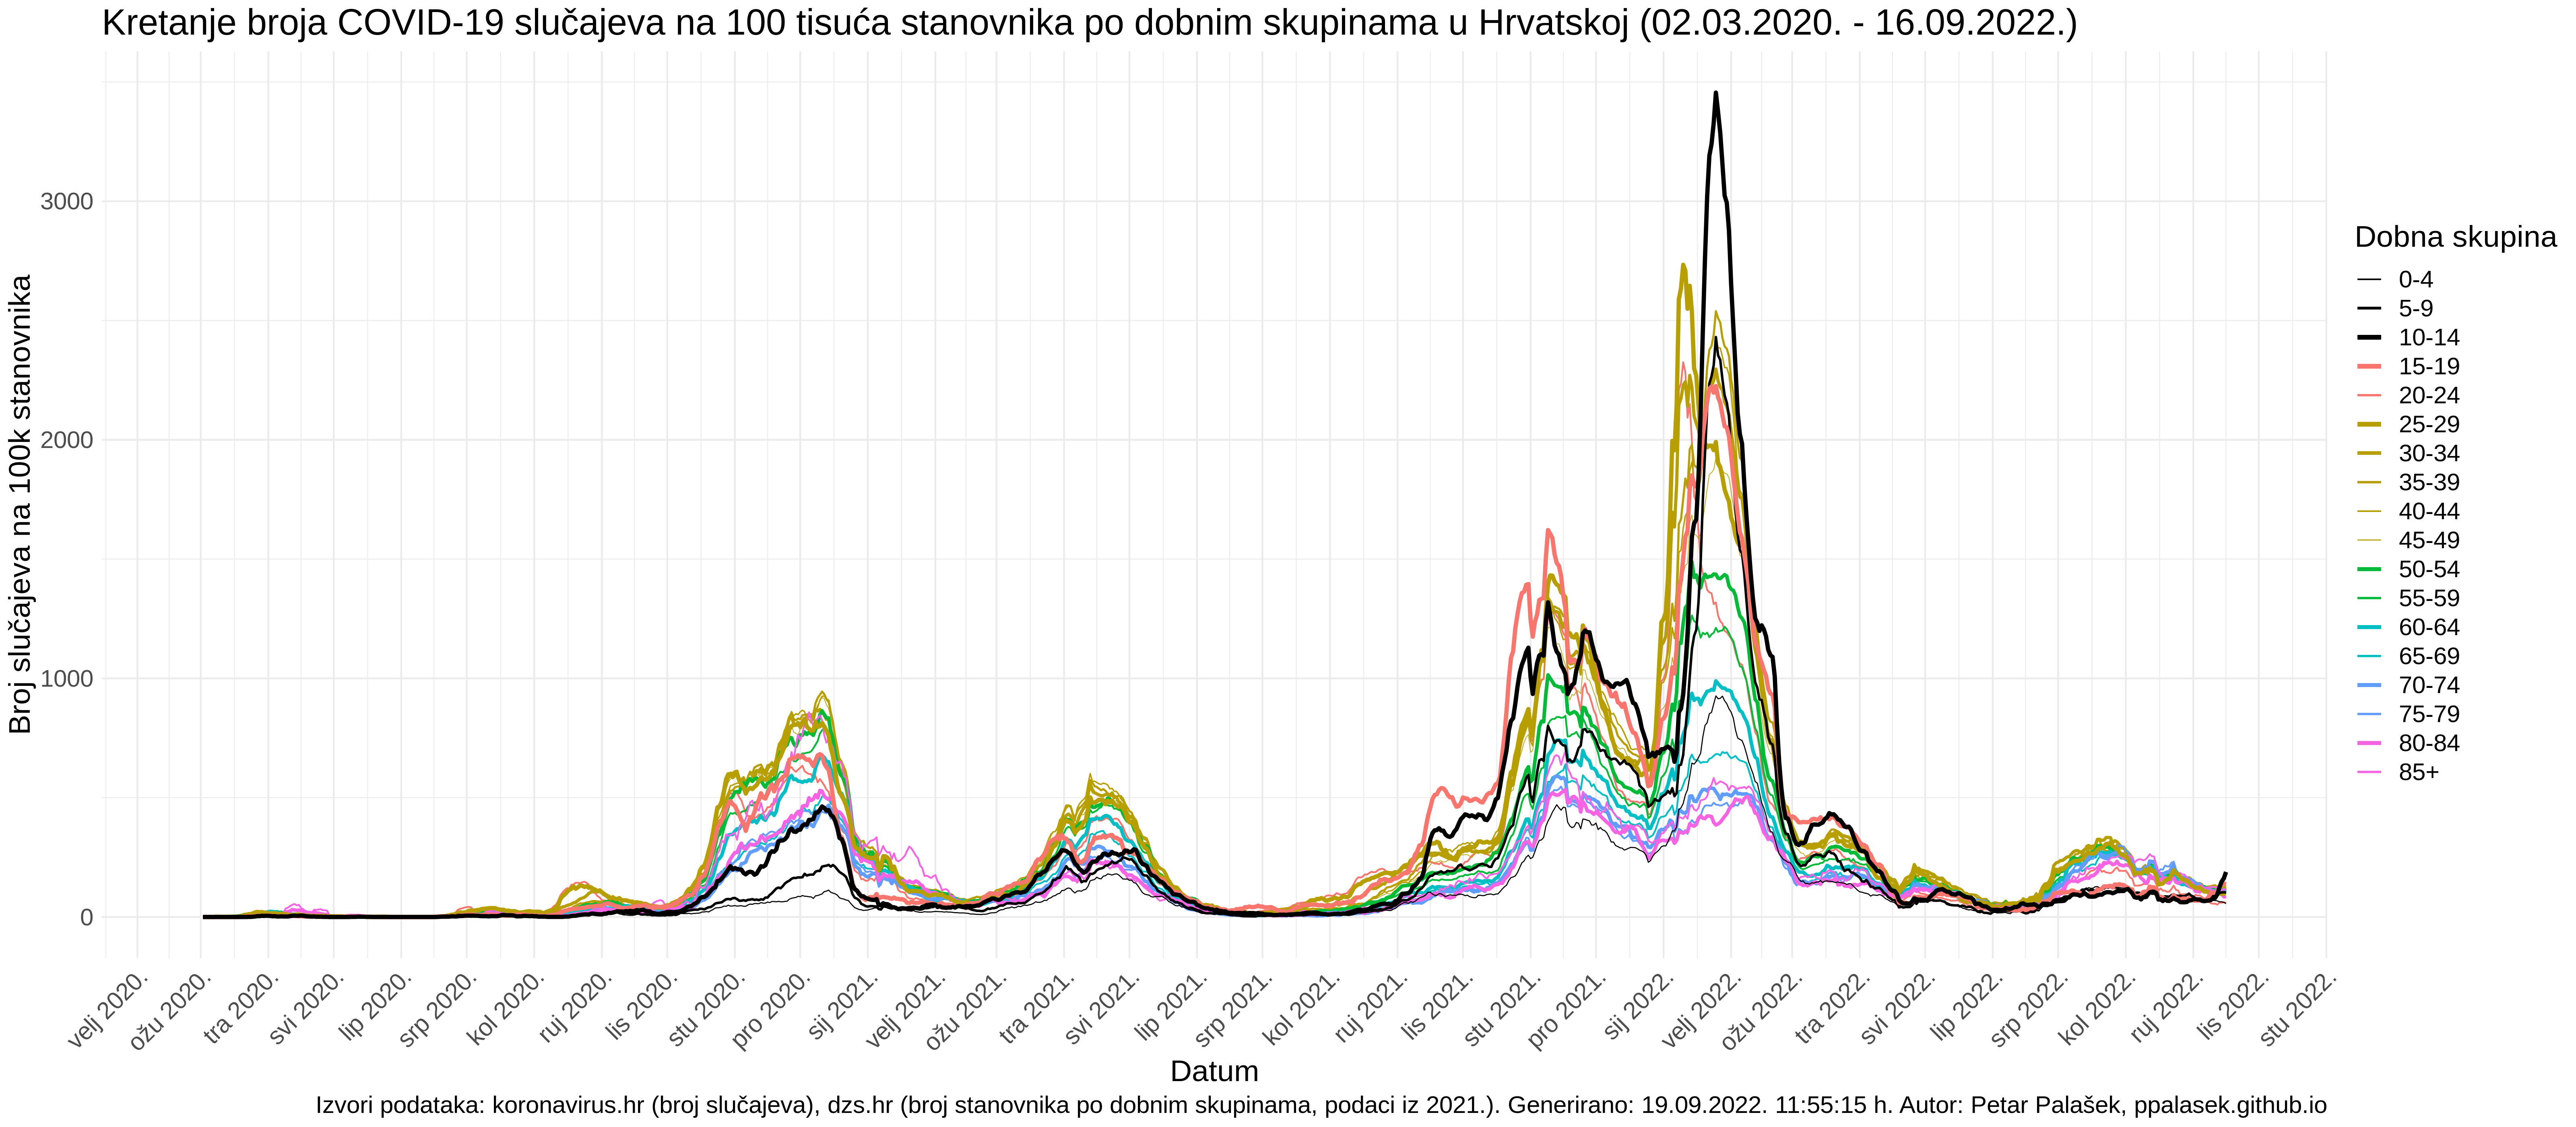 Kretanje broja COVID-19 slučajeva na 100 tisuća stanovnika po dobnim skupinama u Hrvatskoj (02.03.2020. - 16.09.2022.)
Broj slučajeva na 100k stanovnika
3000
2000
1000
0
velj 2020.
ožu 2020.
tra 2020.
svi 2020.
lip 2020.
srp 2020.
kol 2020.
ruj 2020.
lis 2020.
stu 2020.
pro 2020.
sij 2021.
velj 2021.
ožu 2021.
tra 2021.
svi 2021.
lip 2021.
srp 2021.
kol 2021.
ruj 2021.
lis 2021.
stu 2021.
pro 2021.
sij 2022.
velj 2022.
ožu 2022.
tra 2022.
svi 2022.
lip 2022.
srp 2022.
kol 2022.
ruj 2022.
lis 2022.
stu 2022.
Datum
Dobna skupina
0-4
5-9
10-14
15-19
20-24
25-29
30-34
35-39
40-44
45-49
50-54
55-59
60-64
65-69
70-74
75-79
80-84
85+
Izvori podataka: koronavirus.hr (broj slučajeva), dzs.hr (broj stanovnika po dobnim skupinama, podaci iz 2021.). Generirano: 19.09.2022. 11:55:15 h. Autor: Petar Palašek, ppalasek.github.io